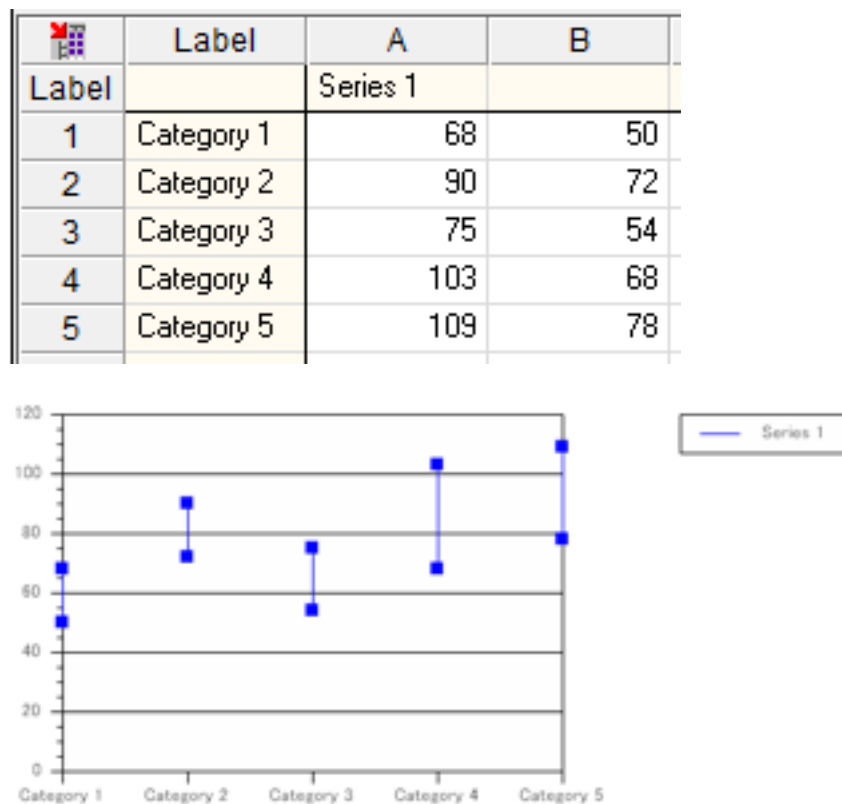 Label A B
Label Series 1
1 Category 1 68 50
2 Category 2 90 72
3 Category 3 75 54
4 Category 4 103 68
5 Category 5 109 78
120
Series 1
100
80
60
40
20
0
Category 1 Category 2 Category 3 Category 4 Category 5